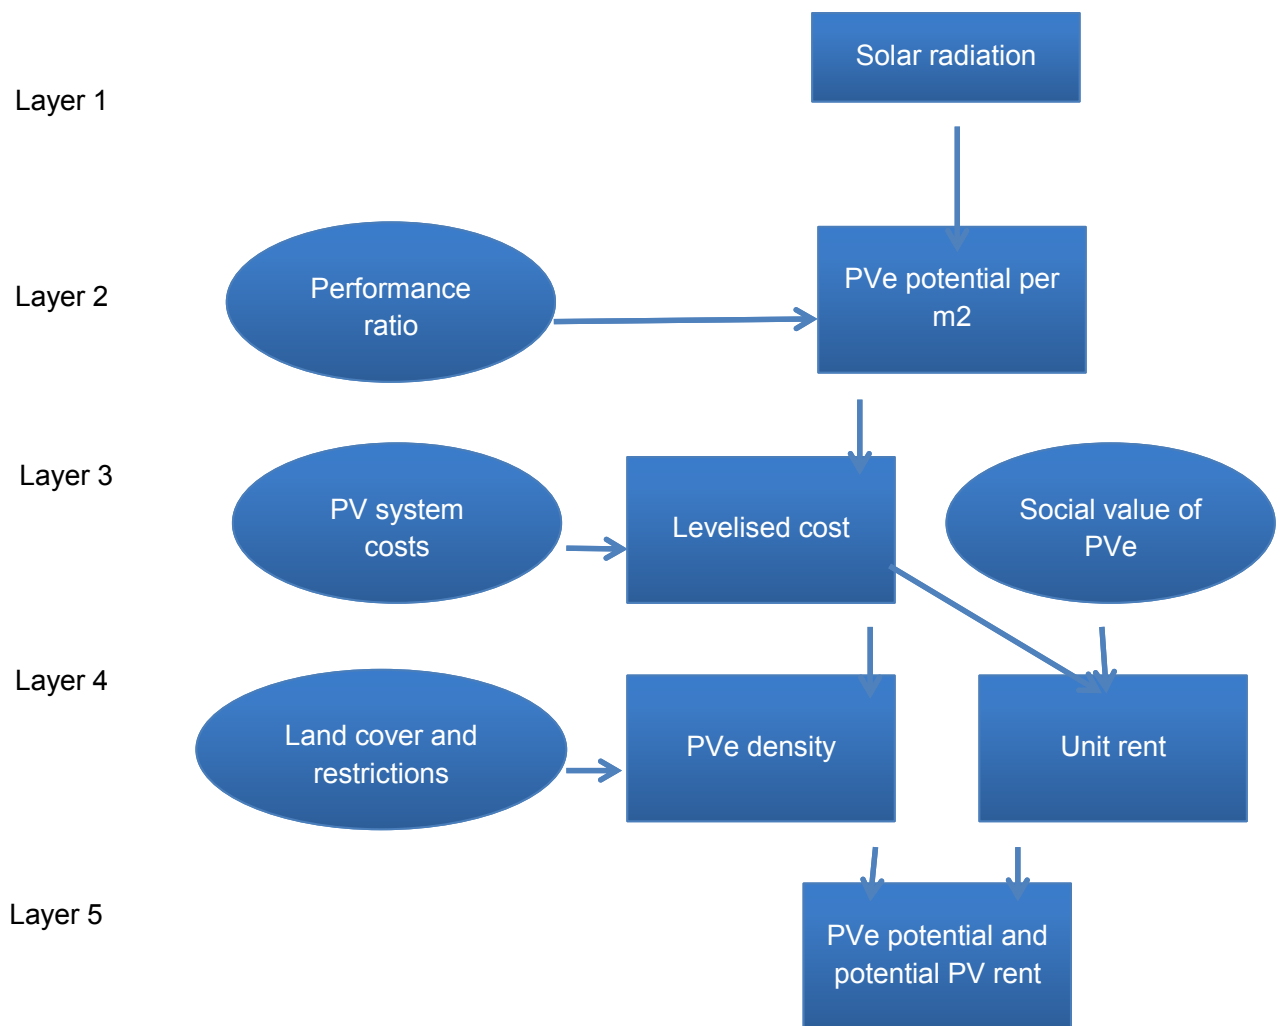 Solar radiation
Layer 1
Performance
ratio
PVe potential per
m2
Layer 2
Layer 3
PV system
costs
Levelised cost
Social value of
PVe
Layer 4
Land cover and
restrictions
PVe density
Unit rent
Layer 5
PVe potential and
potential PV rent